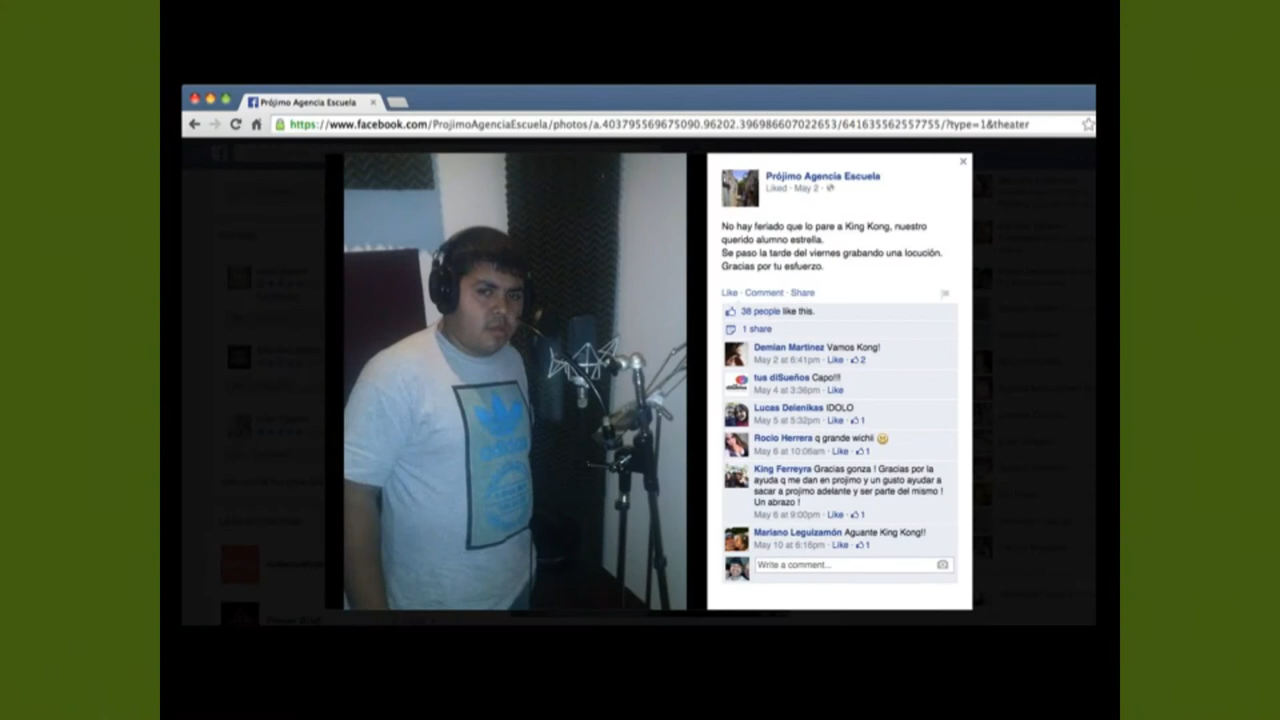 Prójimo Agencia Escuela
https://www.facebook.com/ProjimoAgenciaEscuela/photos/a.403795569675090.96202.396986607022653/641635562557755/?type=1&theater
Prójimo Agencia Escuela
Liked · May 2 ·
No hay feriado que lo pare a King Kong, nuestro
querido alumno estrella.
Se paso la tarde del viernes grabando una locución.
Gracias por tu esfuerzo.
Like · Comment · Share
38 people like this.
1 share
Demian Martinez Vamos Kong!
May 2 at 6:41pm · Like · 2
tus diSueños Capo!!!
May 4 at 3:36pm · Like
Lucas Delenikas IDOLO
May 5 at 5:32pm · Like · 1
Rocio Herrera q grande wichii
May 6 at 10:06am · Like · 1
King Ferreyra Gracias gonza ! Gracias por la
ayuda q me dan en projimo y un gusto ayudar a
sacar a projimo adelante y ser parte del mismo !
Un abrazo !
May 6 at 9:00pm · Like · 1
Mariano Leguizamón Aguante King Kong!!
May 10 at 6:16pm · Like · 1
Write a comment...
adidas